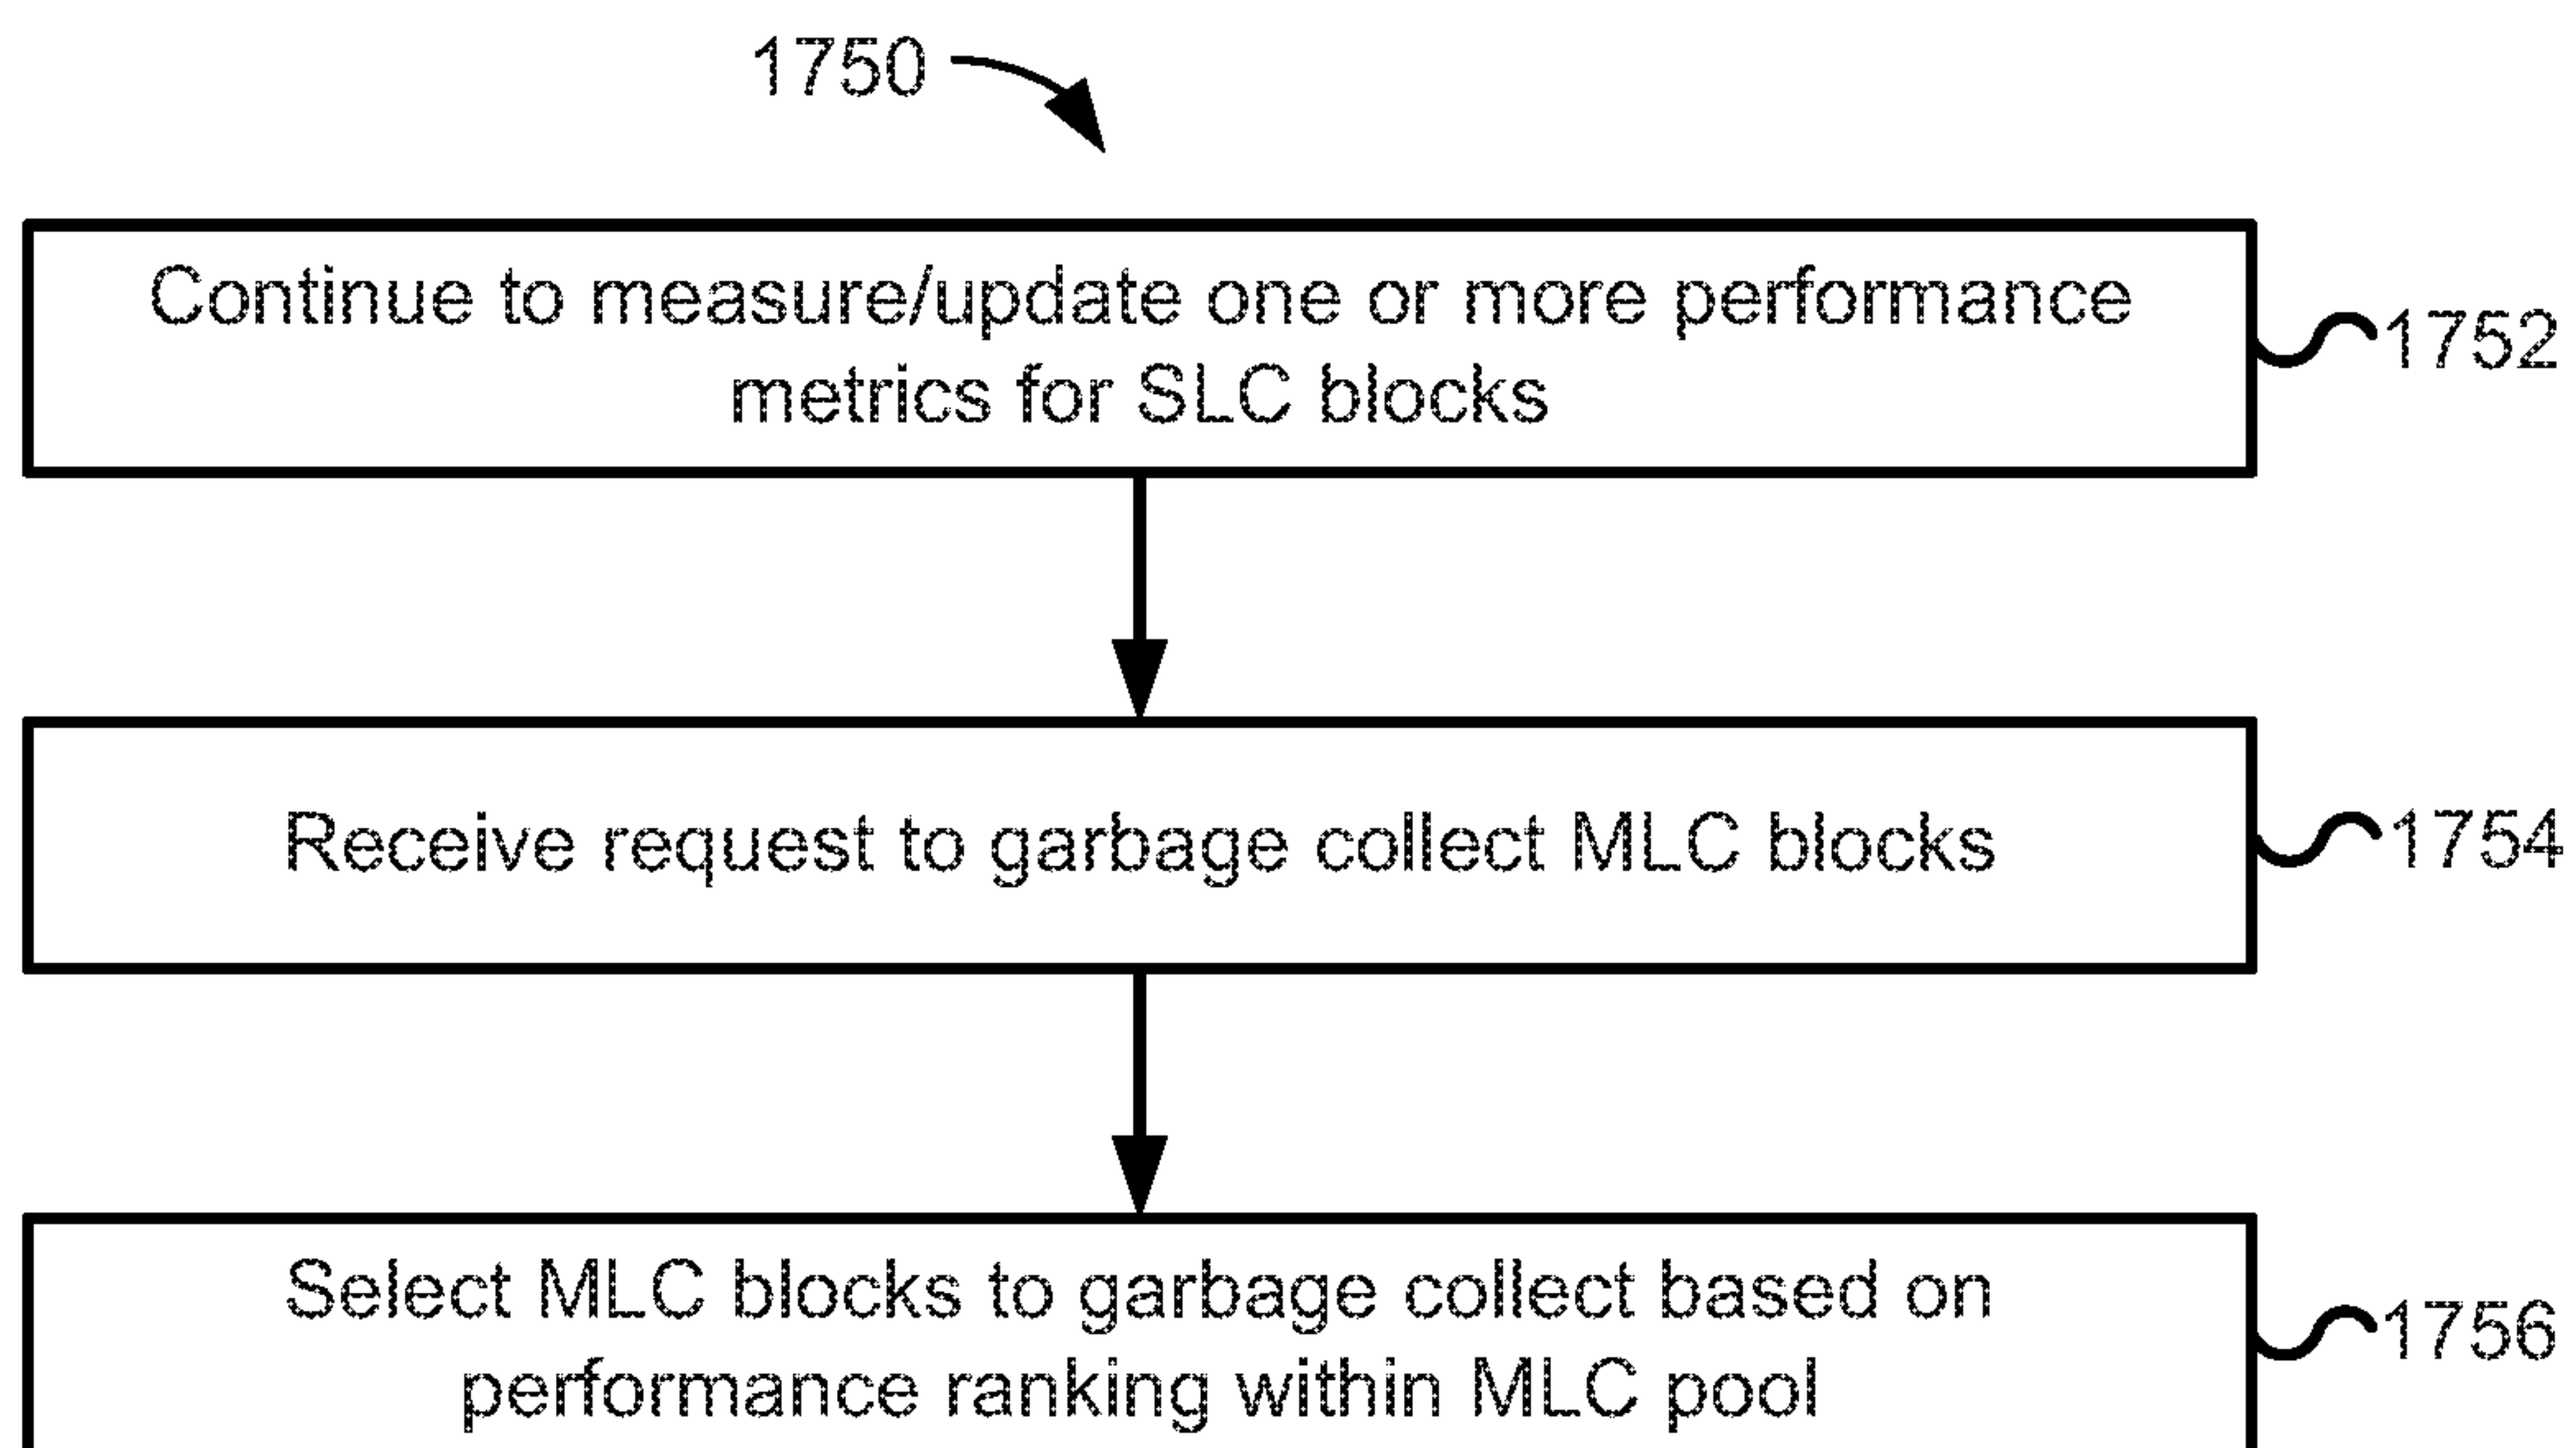 1750
Continue to measure/update one or more performance
metrics for SLC blocks
1752
Receive request to garbage collect MLC blocks
1754
Select MLC blocks to garbage collect based on
performance ranking within MLC pool
1756